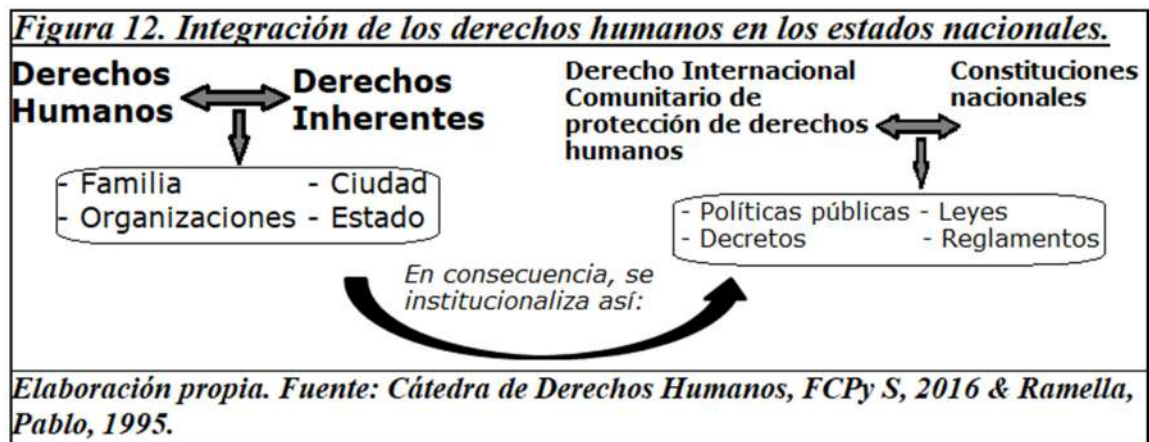 Figura 12. Integración de los derechos humanos en los estados nacionales.
Derechos
Humanos
Derechos
Inherentes
- Familia - Ciudad
- Organizaciones - Estado
Derecho Internacional
Comunitario de
protección de derechos
humanos
Constituciones
nacionales
- Políticas públicas - Leyes
- Decretos - Reglamentos
En consecuencia, se
institucionaliza así:
Elaboración propia. Fuente: Cátedra de Derechos Humanos, FCPy S, 2016 & Ramella,
Pablo, 1995.